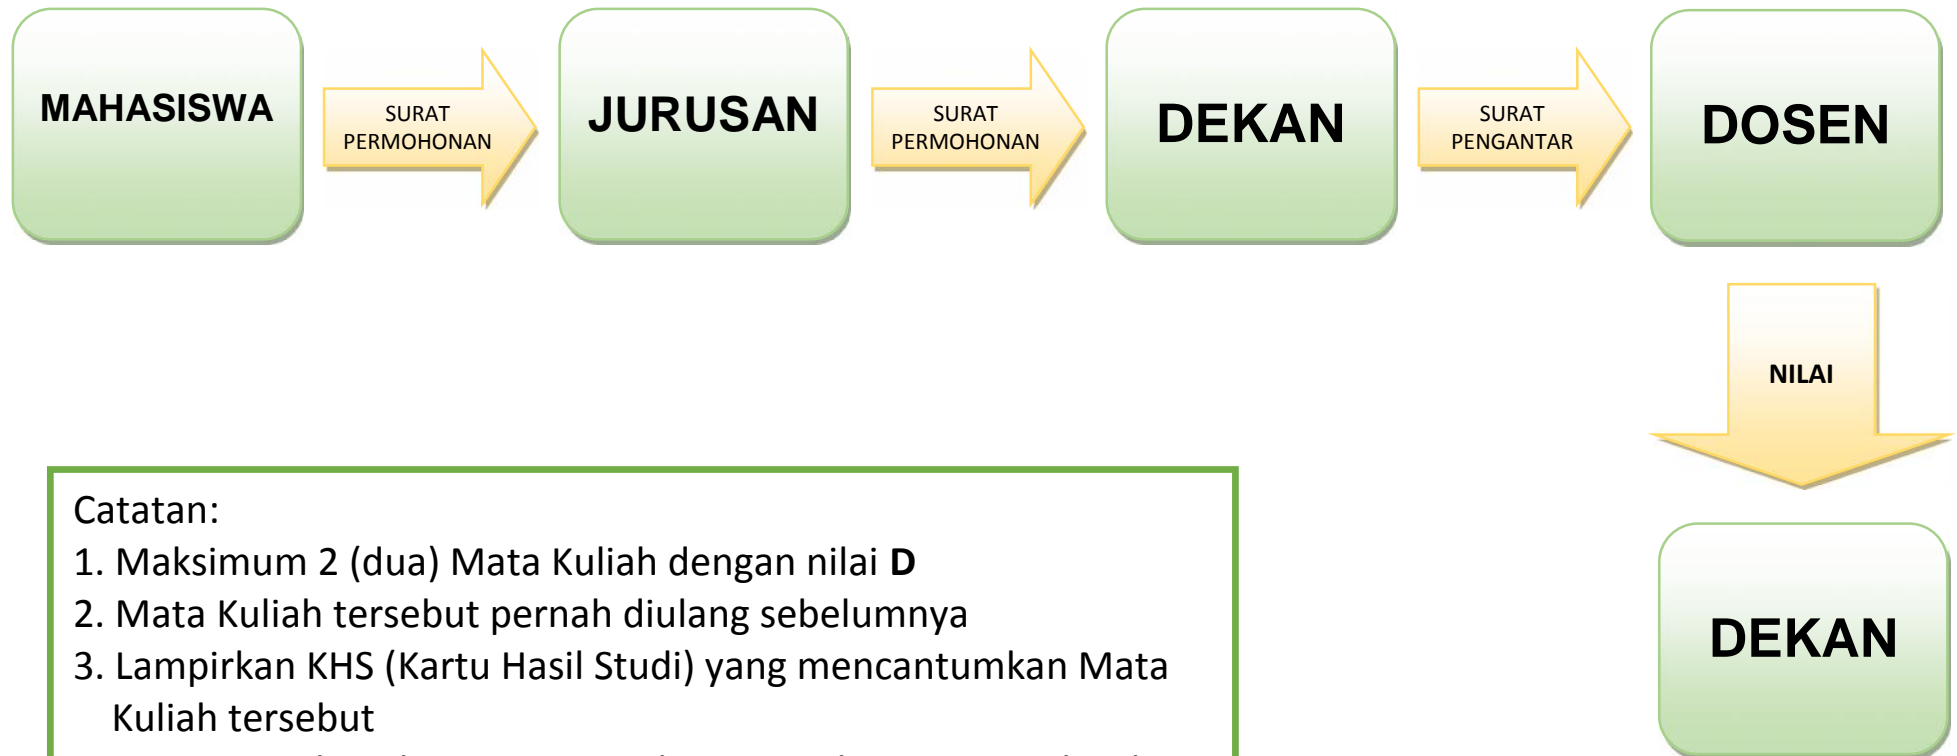 MAHASISWA
SURAT
PERMOHONAN
JURUSAN
SURAT
PERMOHONAN
DEKAN
SURAT
PENGANTAR
DOSEN
NILAI
DEKAN
Catatan:
1. Maksimum 2 (dua) Mata Kuliah dengan nilai D
2. Mata Kuliah tersebut pernah diulang sebelumnya
3. Lampirkan KHS (Kartu Hasil Studi) yang mencantumkan Mata
Kuliah tersebut